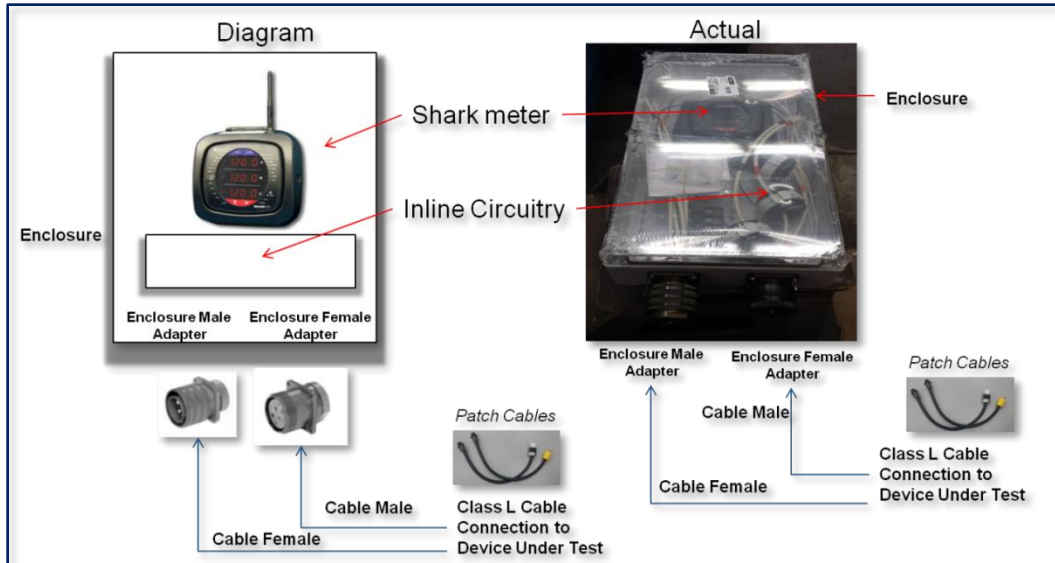 Diagram
Actual
Shark meter
Enclosure
120.0
120.0
120.0
Inline Circuitry
Enclosure
Enclosure Male
Adapter
Enclosure Female
Adapter
Enclosure Male
Adapter
Enclosure Female
Adapter
Patch Cables
Cable Male
Class L Cable
Connection to
Device Under Test
Cable Female
Patch Cables
Cable Male
Class L Cable
Connection to
Device Under Test
Cable Female